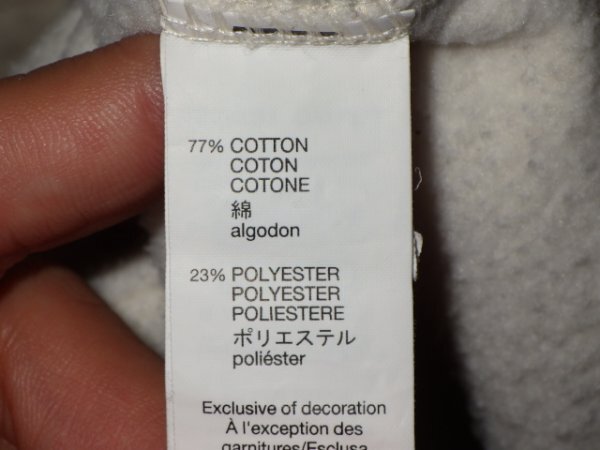 77% COTTON
COTON
COTONE
綿
algodon
23% POLYESTER
POLYESTER
POLIESTERE
ポリエステル
poliéster
Exclusive of decoration
À l'exception des
garnitures/Esclusa